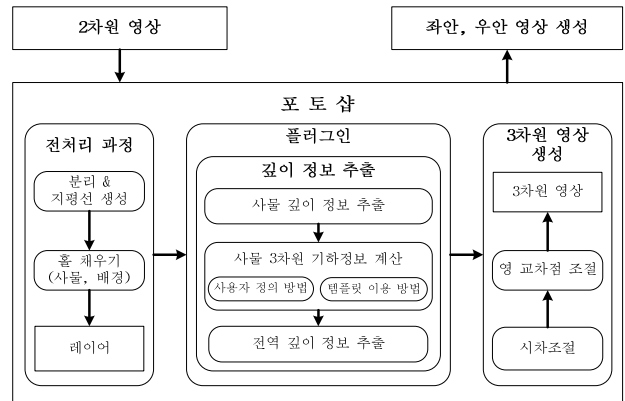 2차원 영상
좌안, 우안 영상 생성
포 토 샵
전처리 과정
분리 &
지평선 생성
홀 채우기
(사물, 배경)
레이어
플러그인
깊이 정보 추출
사물 깊이 정보 추출
사물 3차원 기하정보 계산
사용자 정의 방법
템플릿 이용 방법
전역 깊이 정보 추출
3차원 영상
생성
3차원 영상
영 교차점 조절
시차조절